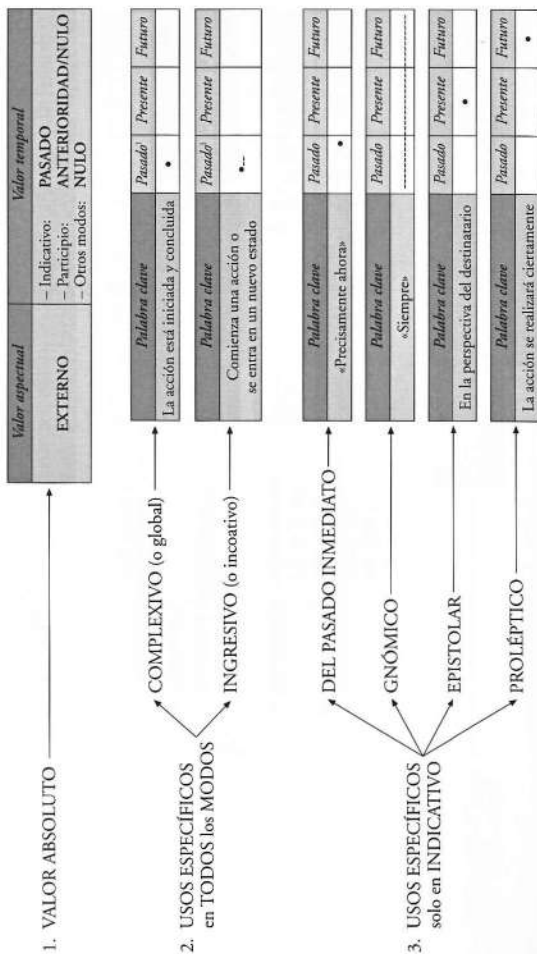 1. VALOR ABSOLUTO
Valor aspectual Valor temporal
EXTERNO
– Indicativo: PASADO
– Participio: ANTERIORIDAD/NULO
– Otros modos: NULO
2. USOS ESPECÍFICOS
en TODOS los MODOS
COMPLEXIVO (o global)
Palabra clave Pasado Presente Futuro
La acción está iniciada y concluida
INGRESIVO (o incoativo)
Palabra clave Pasado Presente Futuro
Comienza una acción o
se entra en un nuevo estado
3. USOS ESPECÍFICOS
solo en INDICATIVO
DEL PASADO INMEDIATO
Palabra clave Pasado Presente Futuro
«Precisamente ahora»
GNÓMICO
Palabra clave Pasado Presente Futuro
«Siempre»
EPISTOLAR
Palabra clave Pasado Presente Futuro
En la perspectiva del destinatario
PROLÉPTICO
Palabra clave Pasado Presente Futuro
La acción se realizará ciertamente